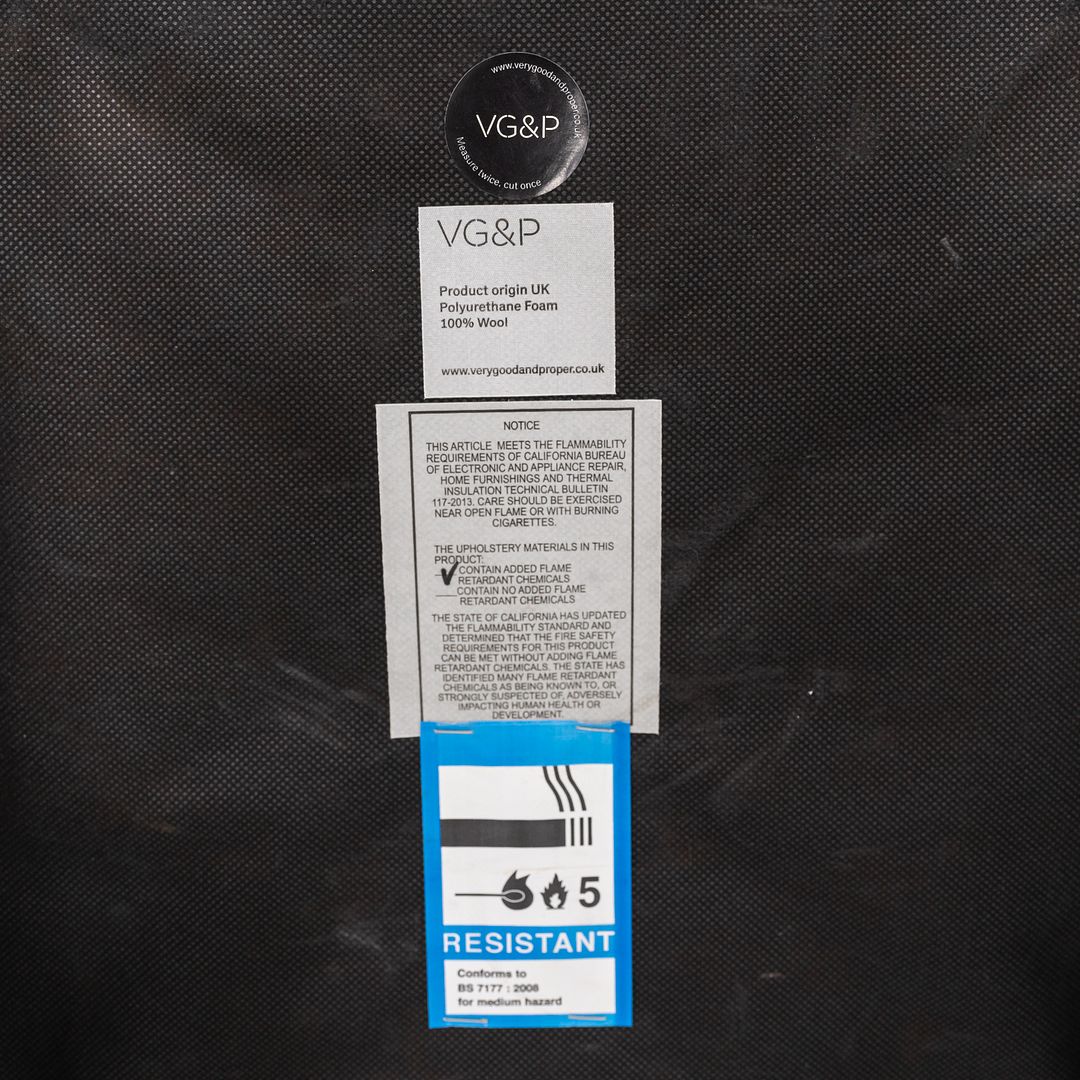 www.verygoodandproper.co.uk
VG&P
Measure twice, cut once
VG&P
Product origin UK
Polyurethane Foam
100% Wool
www.verygoodandproper.co.uk
NOTICE
THIS ARTICLE MEETS THE FLAMMABILITY
REQUIREMENTS OF CALIFORNIA BUREAU
OF ELECTRONIC AND APPLIANCE REPAIR,
HOME FURNISHINGS AND THERMAL
INSULATION TECHNICAL BULLETIN
117-2013. CARE SHOULD BE EXERCISED
NEAR OPEN FLAME OR WITH BURNING
CIGARETTES.
THE UPHOLSTERY MATERIALS IN THIS
PRODUCT:
CONTAIN ADDED FLAME
RETARDANT CHEMICALS
CONTAIN NO ADDED FLAME
RETARDANT CHEMICALS
THE STATE OF CALIFORNIA HAS UPDATED
THE FLAMMABILITY STANDARD AND
DETERMINED THAT THE FIRE SAFETY
REQUIREMENTS FOR THIS PRODUCT
CAN BE MET WITHOUT ADDING FLAME
RETARDANT CHEMICALS. THE STATE HAS
IDENTIFIED MANY FLAME RETARDANT
CHEMICALS AS BEING KNOWN TO, OR
STRONGLY SUSPECTED OF, ADVERSELY
IMPACTING HUMAN HEALTH OR
DEVELOPMENT.
5
RESISTANT
Conforms to
BS 7177 : 2008
for medium hazard